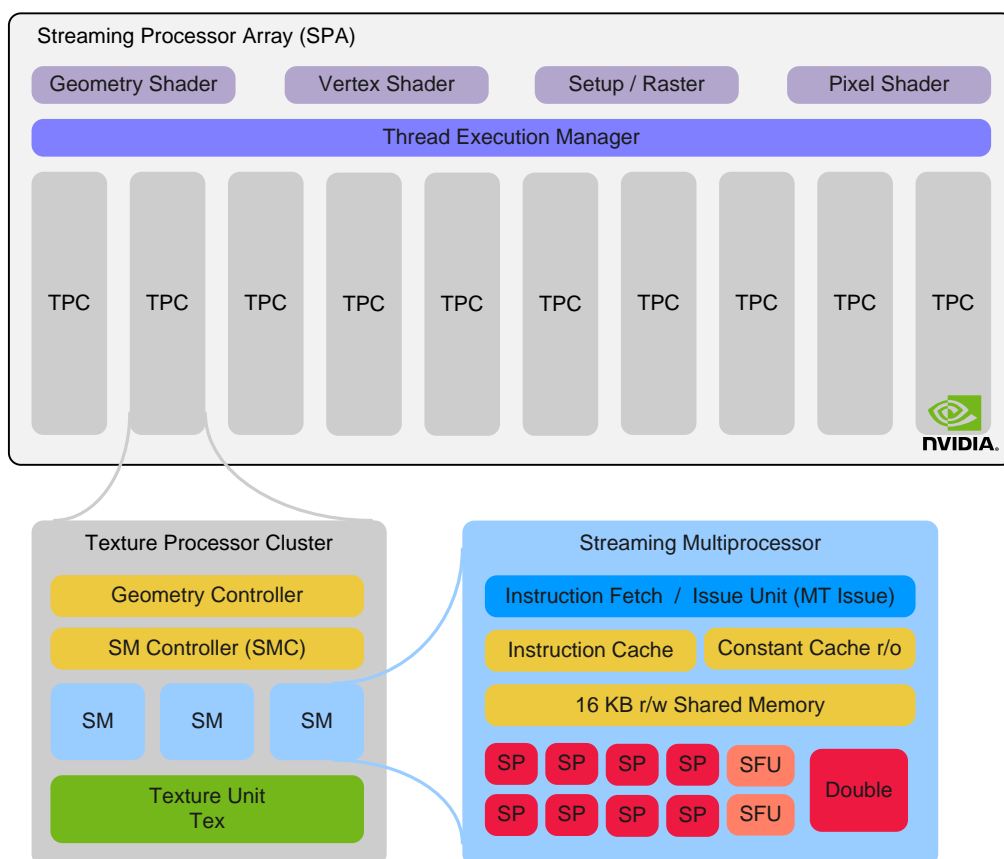 Streaming Processor Array (SPA)
Geometry Shader Vertex Shader Setup / Raster Pixel Shader
Thread Execution Manager
TPC TPC TPC TPC TPC TPC TPC TPC TPC TPC
NVIDIA.
Texture Processor Cluster
Geometry Controller
SM Controller (SMC)
SM SM SM
Texture Unit
Tex
Streaming Multiprocessor
Instruction Fetch / Issue Unit (MT Issue)
Instruction Cache Constant Cache r/o
16 KB r/w Shared Memory
SP SP SP SP SFU
Double
SP SP SP SP SFU